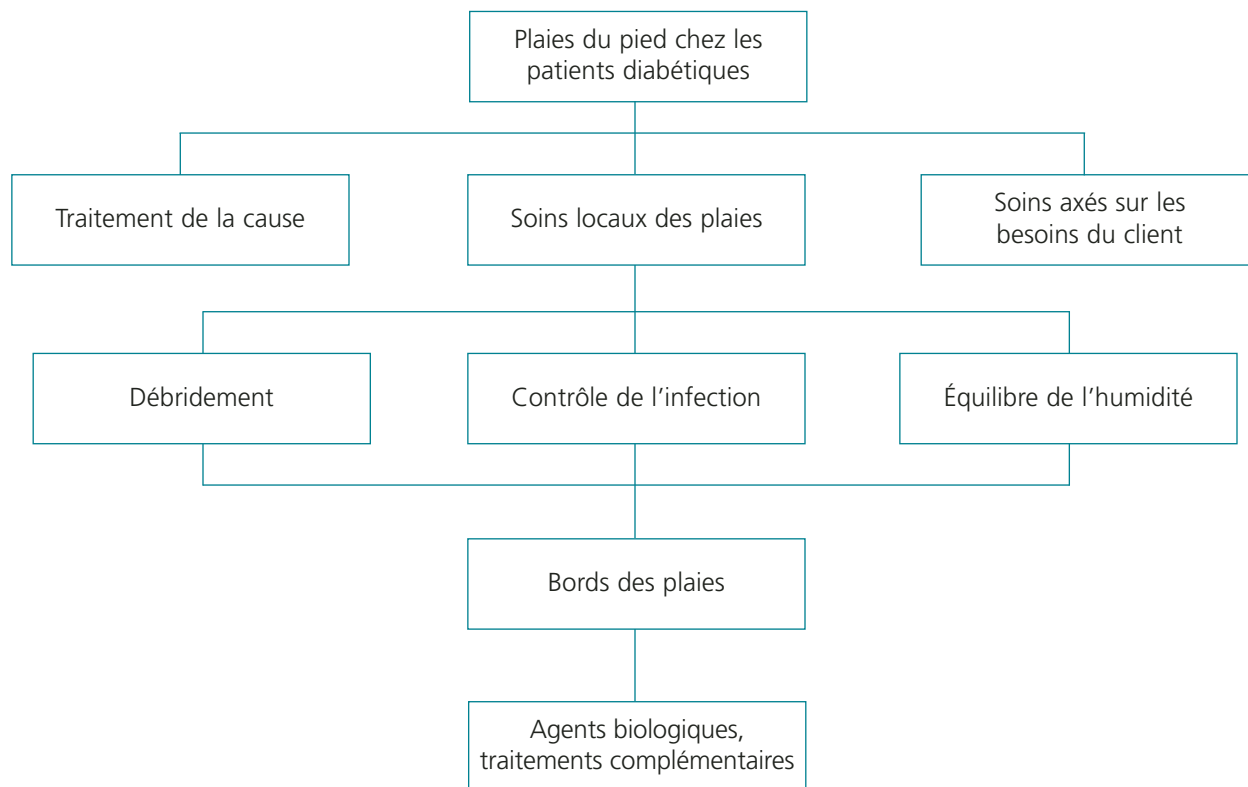 Plaies du pied chez les
patients diabétiques
Traitement de la cause
Soins locaux des plaies
Soins axés sur les
besoins du client
Débridement
Contrôle de l’infection
Équilibre de l’humidité
Bords des plaies
Agents biologiques,
traitements complémentaires